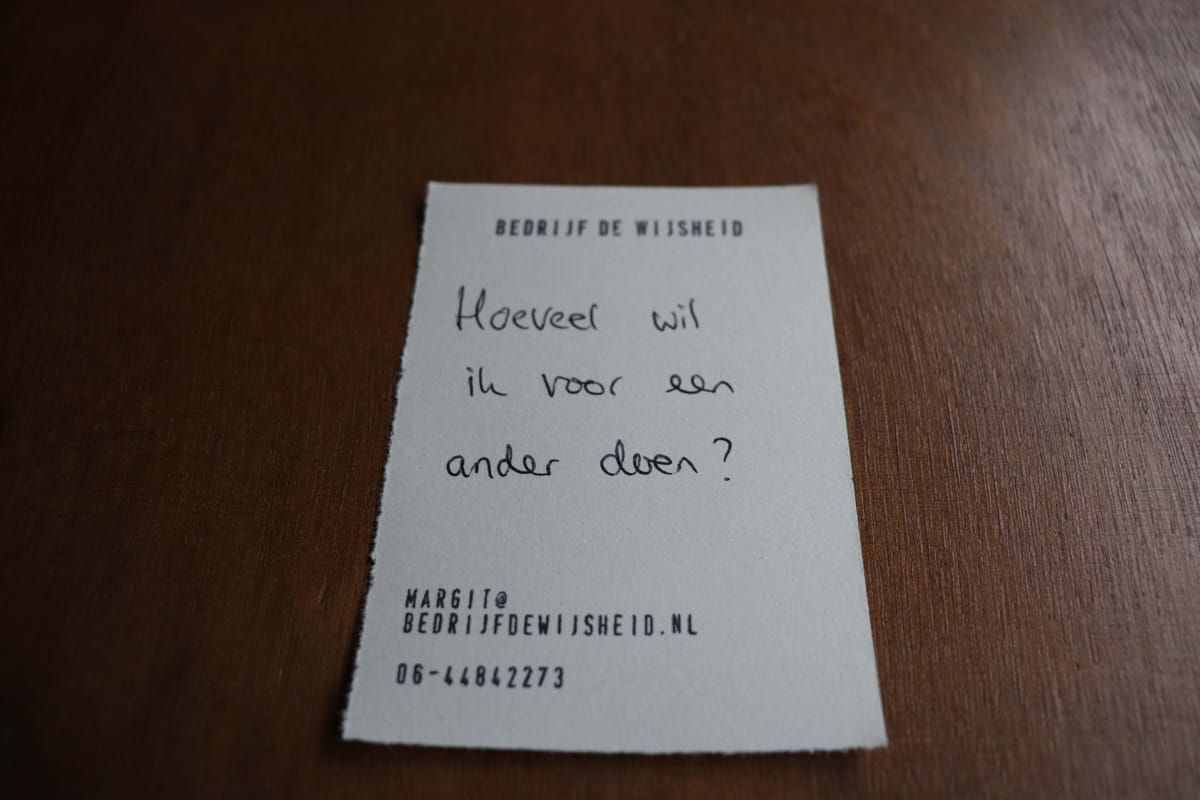 BEDRIJF DE WIJSHEID
Hoeveel wil
ik voor een
ander doen?
MARGIT@
BEDRIJFDEWIJSHEID.NL
06-44842273